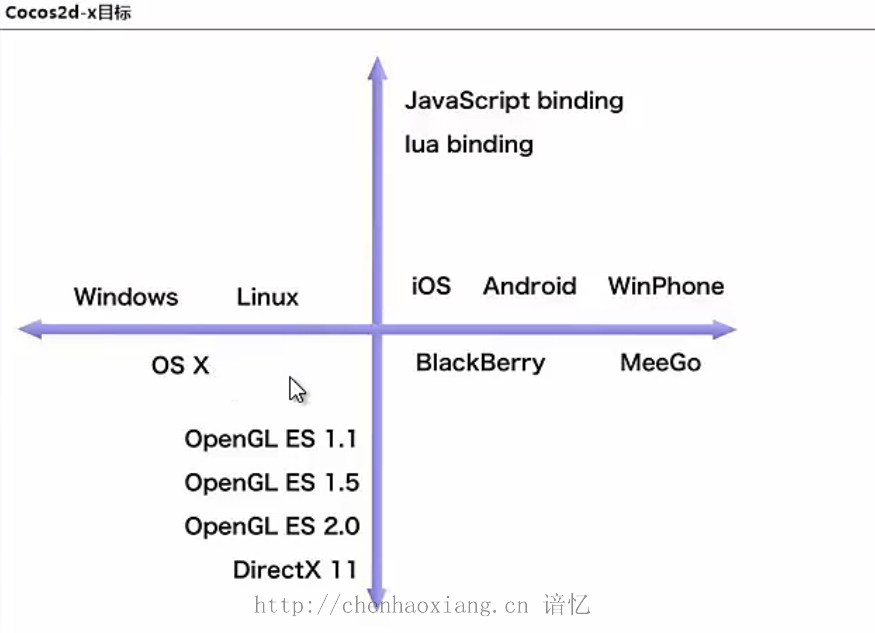 Cocos2d-x目标
JavaScript binding
lua binding
iOS Android WinPhone
Windows Linux
BlackBerry MeeGo
OS X
OpenGL ES 1.1
OpenGL ES 1.5
OpenGL ES 2.0
DirectX 11
http://chenhaoxiang.cn 谙忆